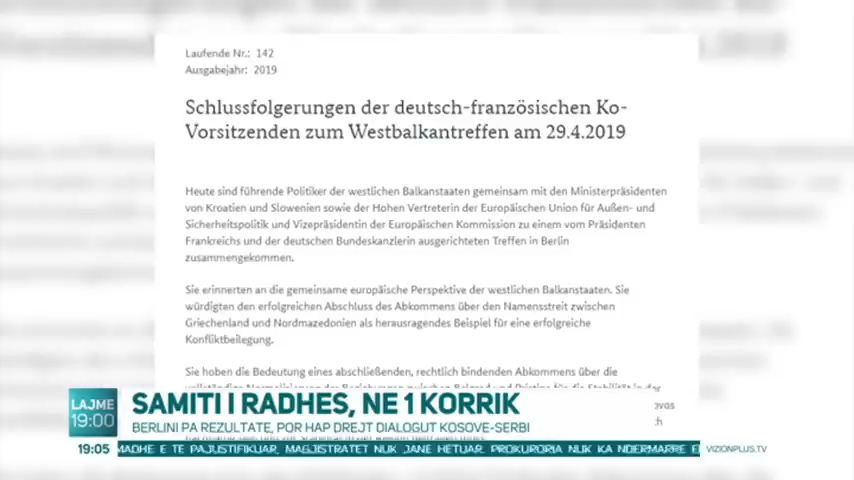 Laufende Nr.: 142
Ausgabejahr: 2019
Schlussfolgerungen der deutsch-französischen Ko-
Vorsitzenden zum Westbalkantreffen am 29.4.2019
Heute sind führende Politiker der westlichen Balkanstaaten gemeinsam mit den Ministerpräsidenten
von Kroatien und Slowenien sowie der Hohen Vertreterin der Europäischen Union für Außen- und
Sicherheitspolitik und Vizepräsidentin der Europäischen Kommission zu einem vom Präsidenten
Frankreichs und der deutschen Bundeskanzlerin ausgerichteten Treffen in Berlin
zusammengekommen.
Sie erinnerten an die gemeinsame europäische Perspektive der westlichen Balkanstaaten. Sie
würdigten den erfolgreichen Abschluss des Abkommens über den Namensstreit zwischen
Griechenland und Nordmazedonien als herausragendes Beispiel für eine erfolgreiche
Konfliktbeilegung.
Sie hoben die Bedeutung eines abschließenden, rechtlich bindenden Abkommens über die
LAJME
19:00
SAMITI I RADHES, NE 1 KORRIK
BERLINI PA REZULTATE, POR HAP DREJT DIALOGUT KOSOVE-SERBI
19:05
MADHE E TE PAJUSTIFIKUAR, MAGJISTRATET NUK JANE HETUAR. PROKURORIA NUK KA NDERMARRE E
VIZIONPLUS.TV